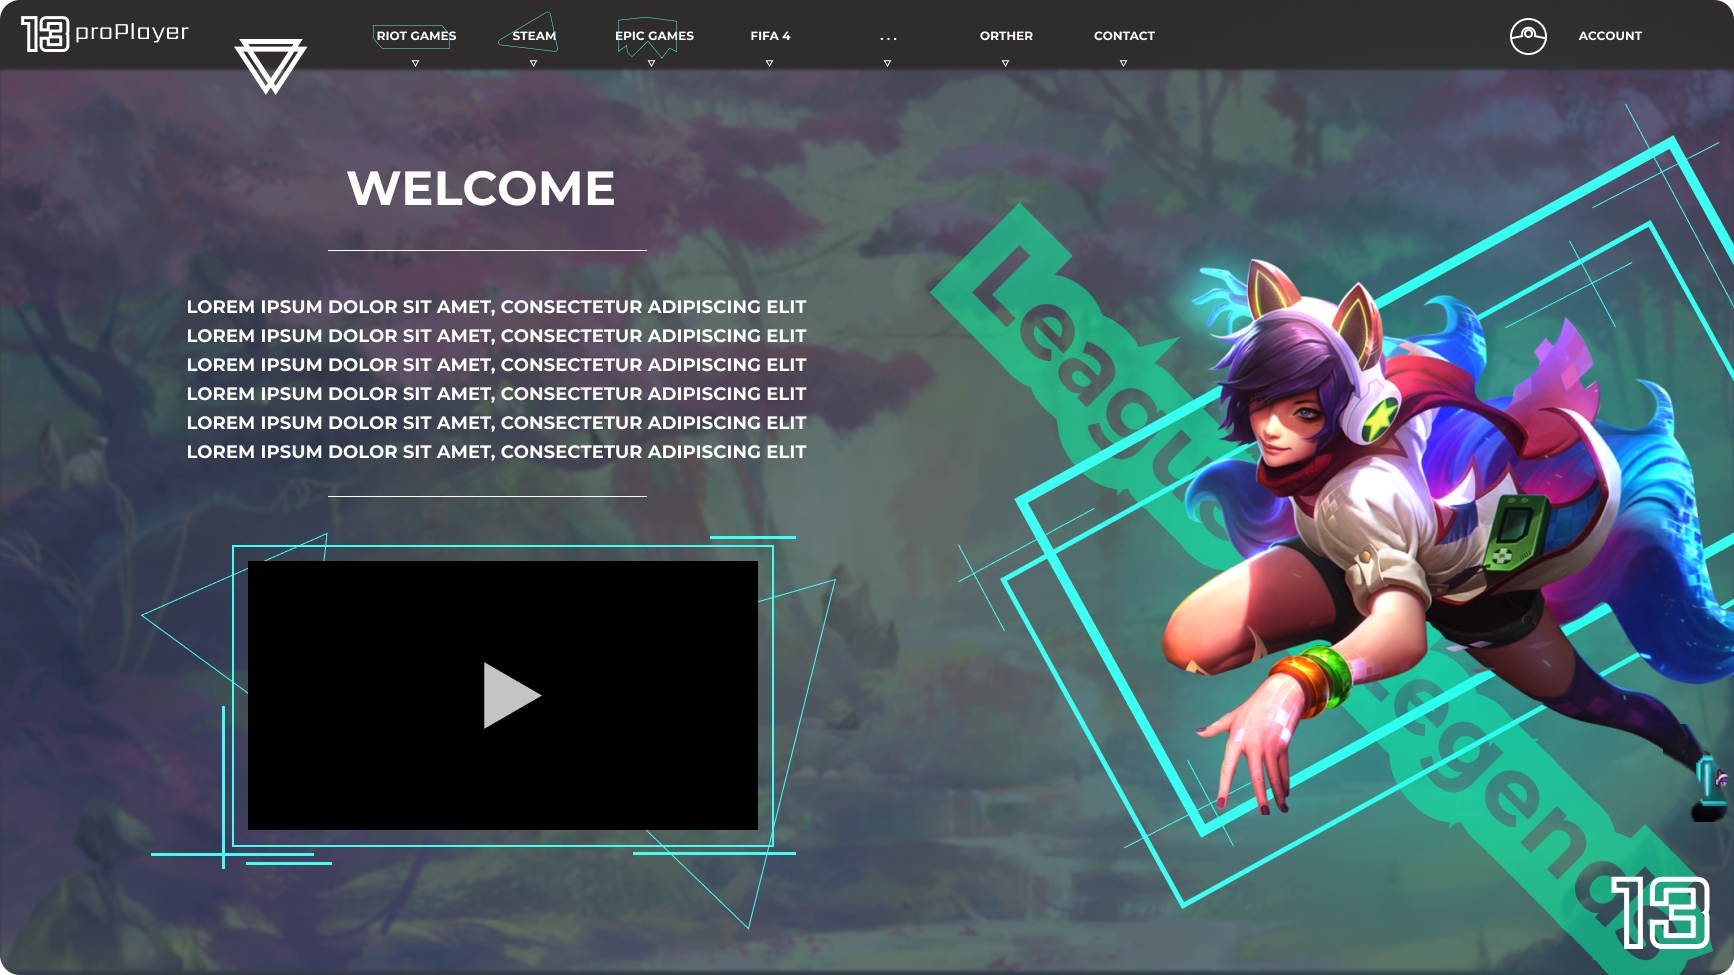 13 proPlayer
RIOT GAMES
STEAM
EPIC GAMES
FIFA 4
...
ORTHER
CONTACT
ACCOUNT
WELCOME
LOREM IPSUM DOLOR SIT AMET, CONSECTETUR ADIPISCING ELIT
LOREM IPSUM DOLOR SIT AMET, CONSECTETUR ADIPISCING ELIT
LOREM IPSUM DOLOR SIT AMET, CONSECTETUR ADIPISCING ELIT
LOREM IPSUM DOLOR SIT AMET, CONSECTETUR ADIPISCING ELIT
LOREM IPSUM DOLOR SIT AMET, CONSECTETUR ADIPISCING ELIT
LOREM IPSUM DOLOR SIT AMET, CONSECTETUR ADIPISCING ELIT
League Legends
13